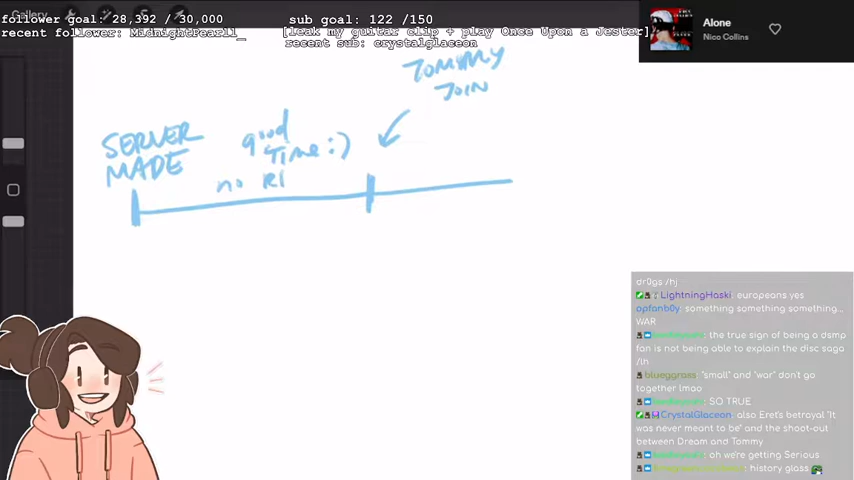 Gallery
follower goal: 28,392 / 30,000
sub goal: 122 /150
recent follower: MidnightPearll_
[leak my guitar clip + play Once Upon a Jester]
recent sub: crystalglaceon
Alone
Nico Collins
TOMMY
JOIN
SERVER
MADE
good
TIME :)
no RP
dr0gs /hj
LightningHaski: europeans yes
opfanb0y: something something something...
WAR
: the true sign of being a dsmp
fan is not being able to explain the disc saga
/lh
blueggrass: "small" and "war" don't go
together lmao
: SO TRUE
CrystalGlaceon: also Eret's betrayal "It
was never meant to be" and the shoot-out
between Dream and Tommy
: oh we're getting Serious
: history glass